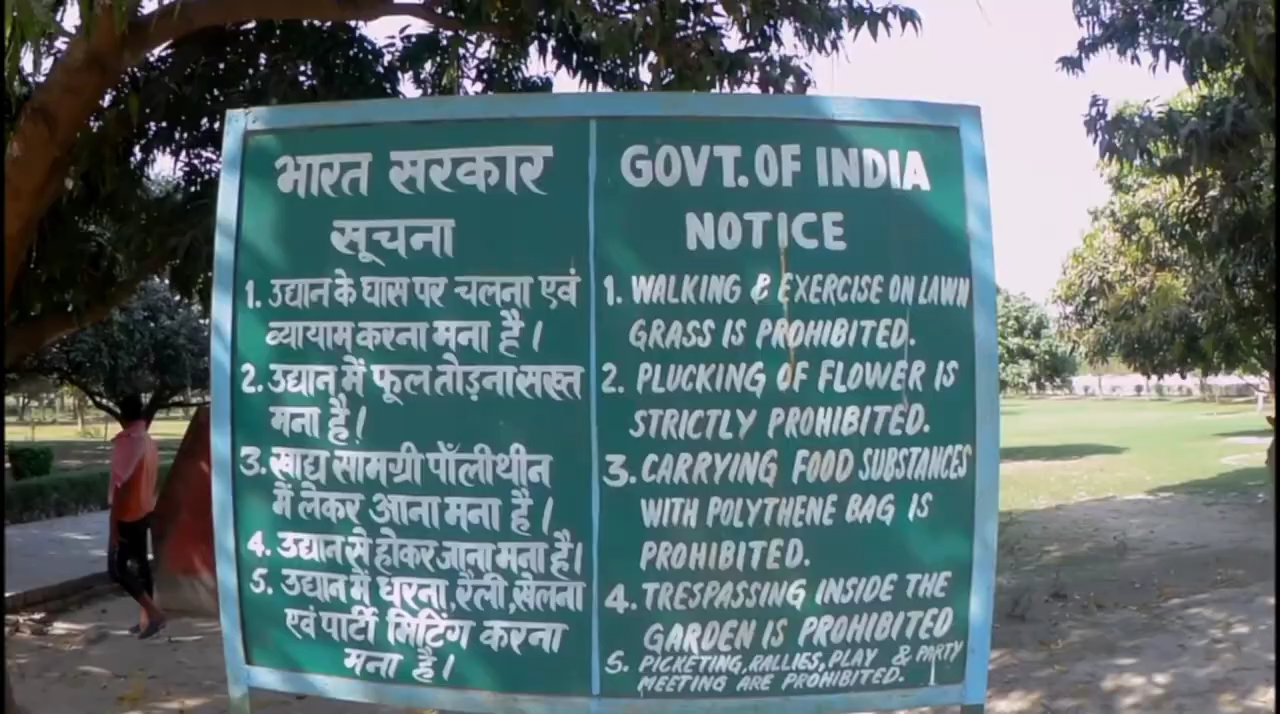 भारत सरकार
सूचना
1. उद्यान के घास पर चलना एवं
व्यायाम करना मना है।
2. उद्यान में फूल तोड़ना सख्त
मना है।
3. खाद्य सामग्री पॉलीथीन
में लेकर आना मना है।
4. उद्यान से होकर जाना मना है।
5. उद्यान में धरना, रैली, खेलना
एवं पार्टी मिटिंग करना
मना है।
GOVT. OF INDIA
NOTICE
1. WALKING & EXERCISE ON LAWN
GRASS IS PROHIBITED.
2. PLUCKING OF FLOWER IS
STRICTLY PROHIBITED.
3. CARRYING FOOD SUBSTANCES
WITH POLYTHENE BAG IS
PROHIBITED.
4. TRESPASSING INSIDE THE
GARDEN IS PROHIBITED
5. PICKETING, RALLIES, PLAY & PARTY
MEETING ARE PROHIBITED.